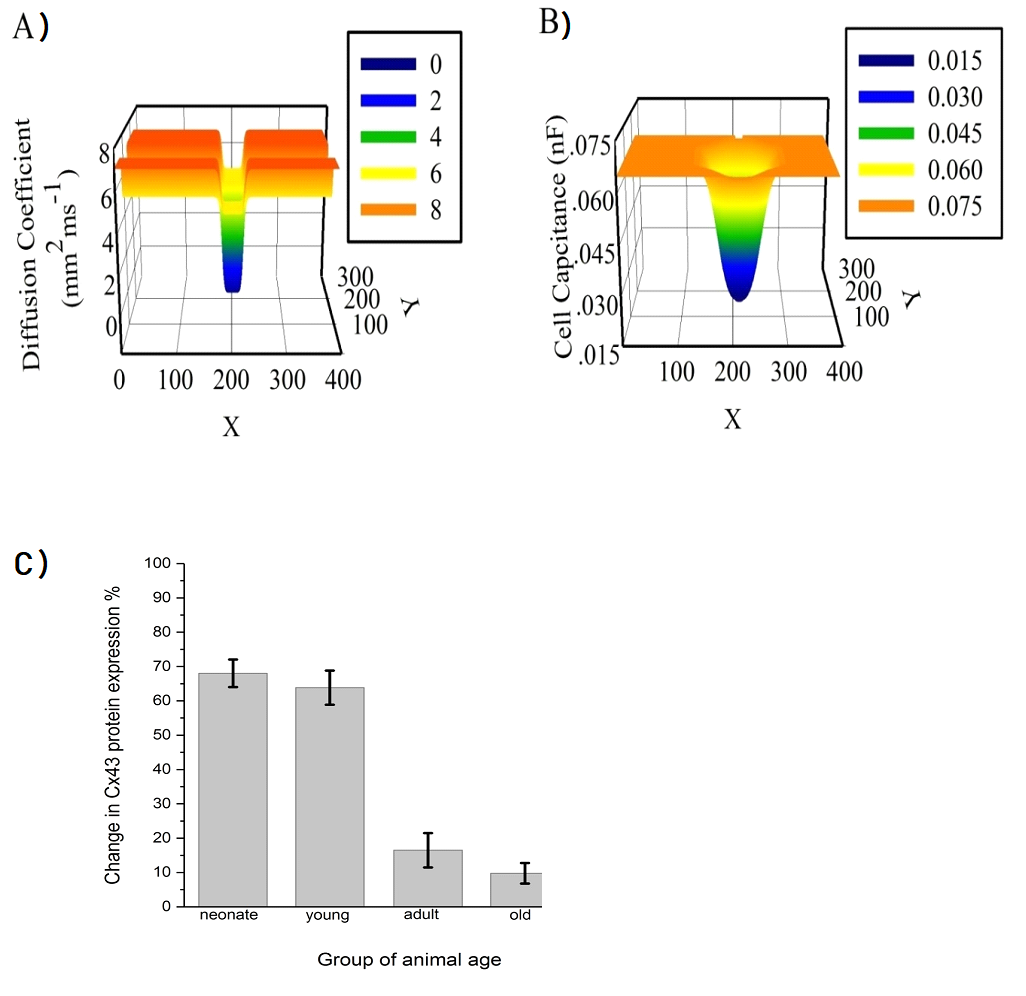 A)
Diffusion Coefficient
(mm2 ms-1)
8
6
4
2
0
0
100
200
300
400
X
300
200
100
Y
0
2
4
6
8
B)
Cell Capcitance (nF)
.075
.060
.045
.030
.015
100
200
300
400
X
300
200
100
Y
0.015
0.030
0.045
0.060
0.075
C)
Change in Cx43 protein expression %
100
90
80
70
60
50
40
30
20
10
0
neonate
young
adult
old
Group of animal age